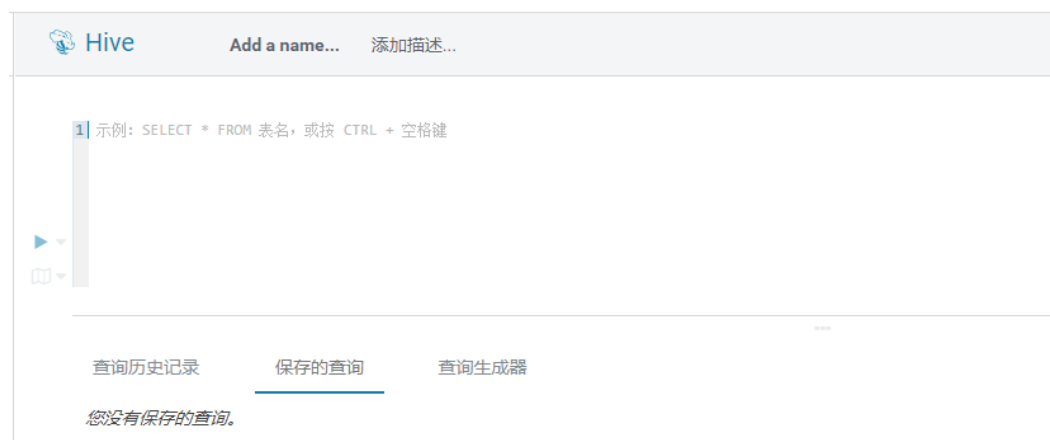 Hive Add a name... 添加描述...
1 示例: SELECT * FROM 表名，或按 CTRL + 空格键
查询历史记录 保存的查询 查询生成器
您没有保存的查询。